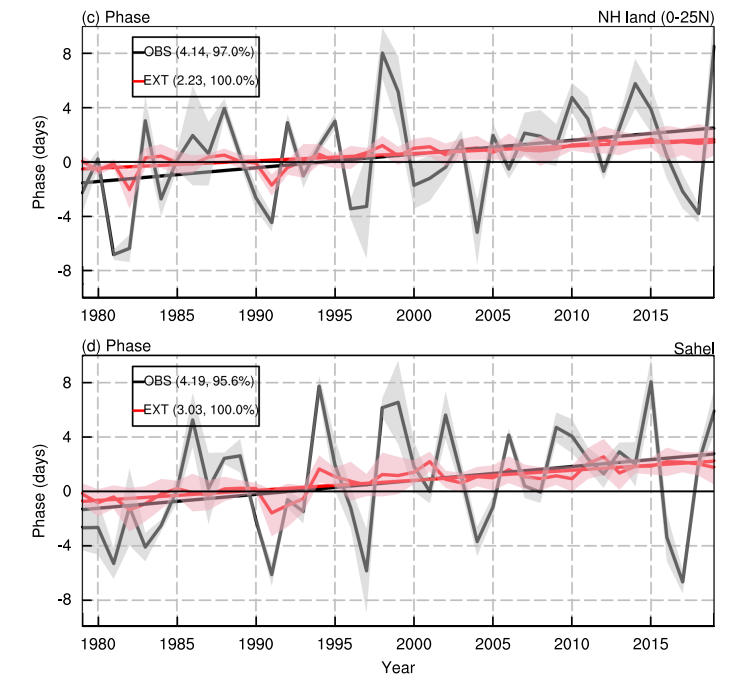 (c) Phase NH land (0-25N)
OBS (4.14, 97.0%)
EXT (2.23, 100.0%)
Phase (days)
8
4
0
-4
-8
1980 1985 1990 1995 2000 2005 2010 2015
(d) Phase Sahel
OBS (4.19, 95.6%)
EXT (3.03, 100.0%)
Phase (days)
8
4
0
-4
-8
1980 1985 1990 1995 2000 2005 2010 2015
Year